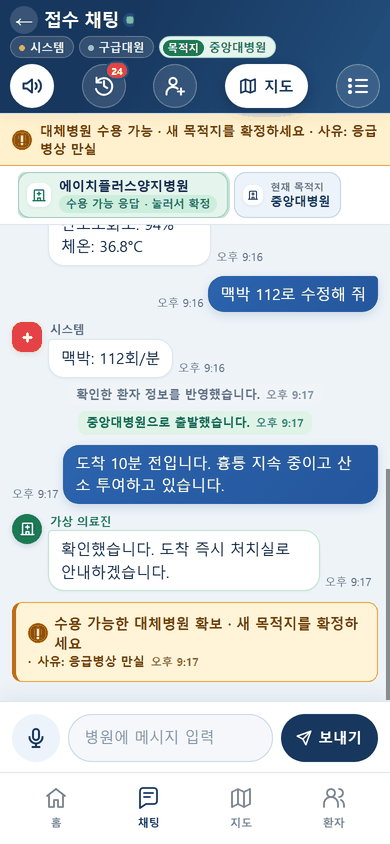 접수 채팅
시스템
구급대원
목적지 중앙대병원
24
지도
대체병원 수용 가능 · 새 목적지를 확정하세요 · 사유: 응급
병상 만실
에이치플러스양지병원
수용 가능 응답 · 눌러서 확정
현재 목적지
중앙대병원
체온: 36.8°C
오후 9:16
맥박 112로 수정해 줘
오후 9:16
시스템
맥박: 112회/분
오후 9:16
확인한 환자 정보를 반영했습니다. 오후 9:17
중앙대병원으로 출발했습니다. 오후 9:17
도착 10분 전입니다. 흉통 지속 중이고 산
소 투여하고 있습니다.
오후 9:17
가상 의료진
확인했습니다. 도착 즉시 처치실로
안내하겠습니다.
오후 9:17
수용 가능한 대체병원 확보 · 새 목적지를 확정하
세요
· 사유: 응급병상 만실 오후 9:17
병원에 메시지 입력
보내기
홈
채팅
지도
환자